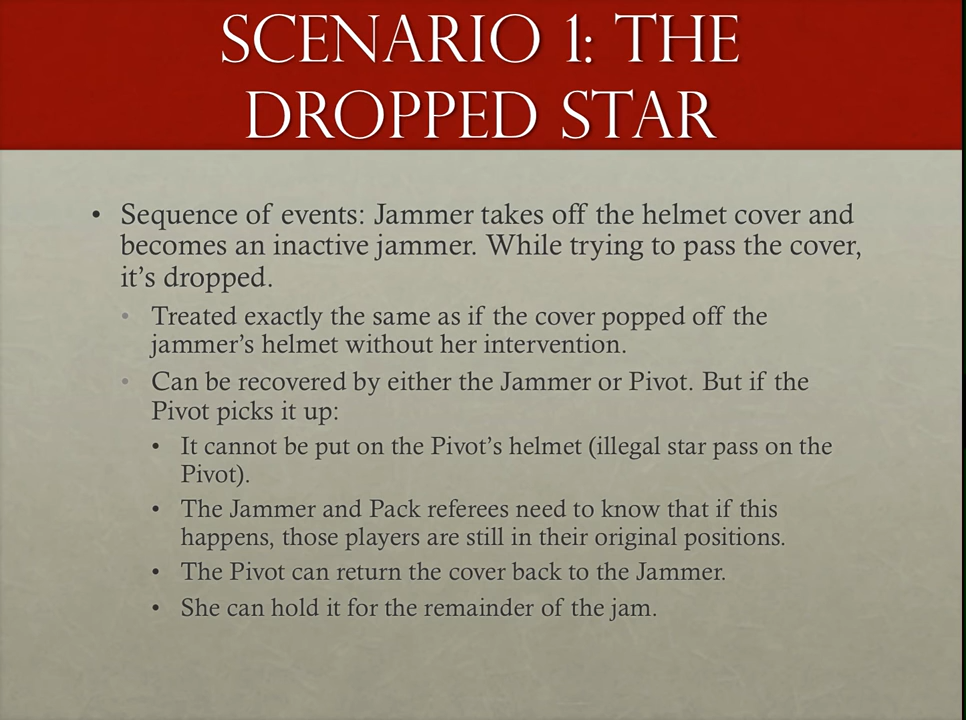 SCENARIO 1: THE
DROPPED STAR
• Sequence of events: Jammer takes off the helmet cover and
becomes an inactive jammer. While trying to pass the cover,
it’s dropped.
• Treated exactly the same as if the cover popped off the
jammer’s helmet without her intervention.
• Can be recovered by either the Jammer or Pivot. But if the
Pivot picks it up:
• It cannot be put on the Pivot’s helmet (illegal star pass on the
Pivot).
• The Jammer and Pack referees need to know that if this
happens, those players are still in their original positions.
• The Pivot can return the cover back to the Jammer.
• She can hold it for the remainder of the jam.